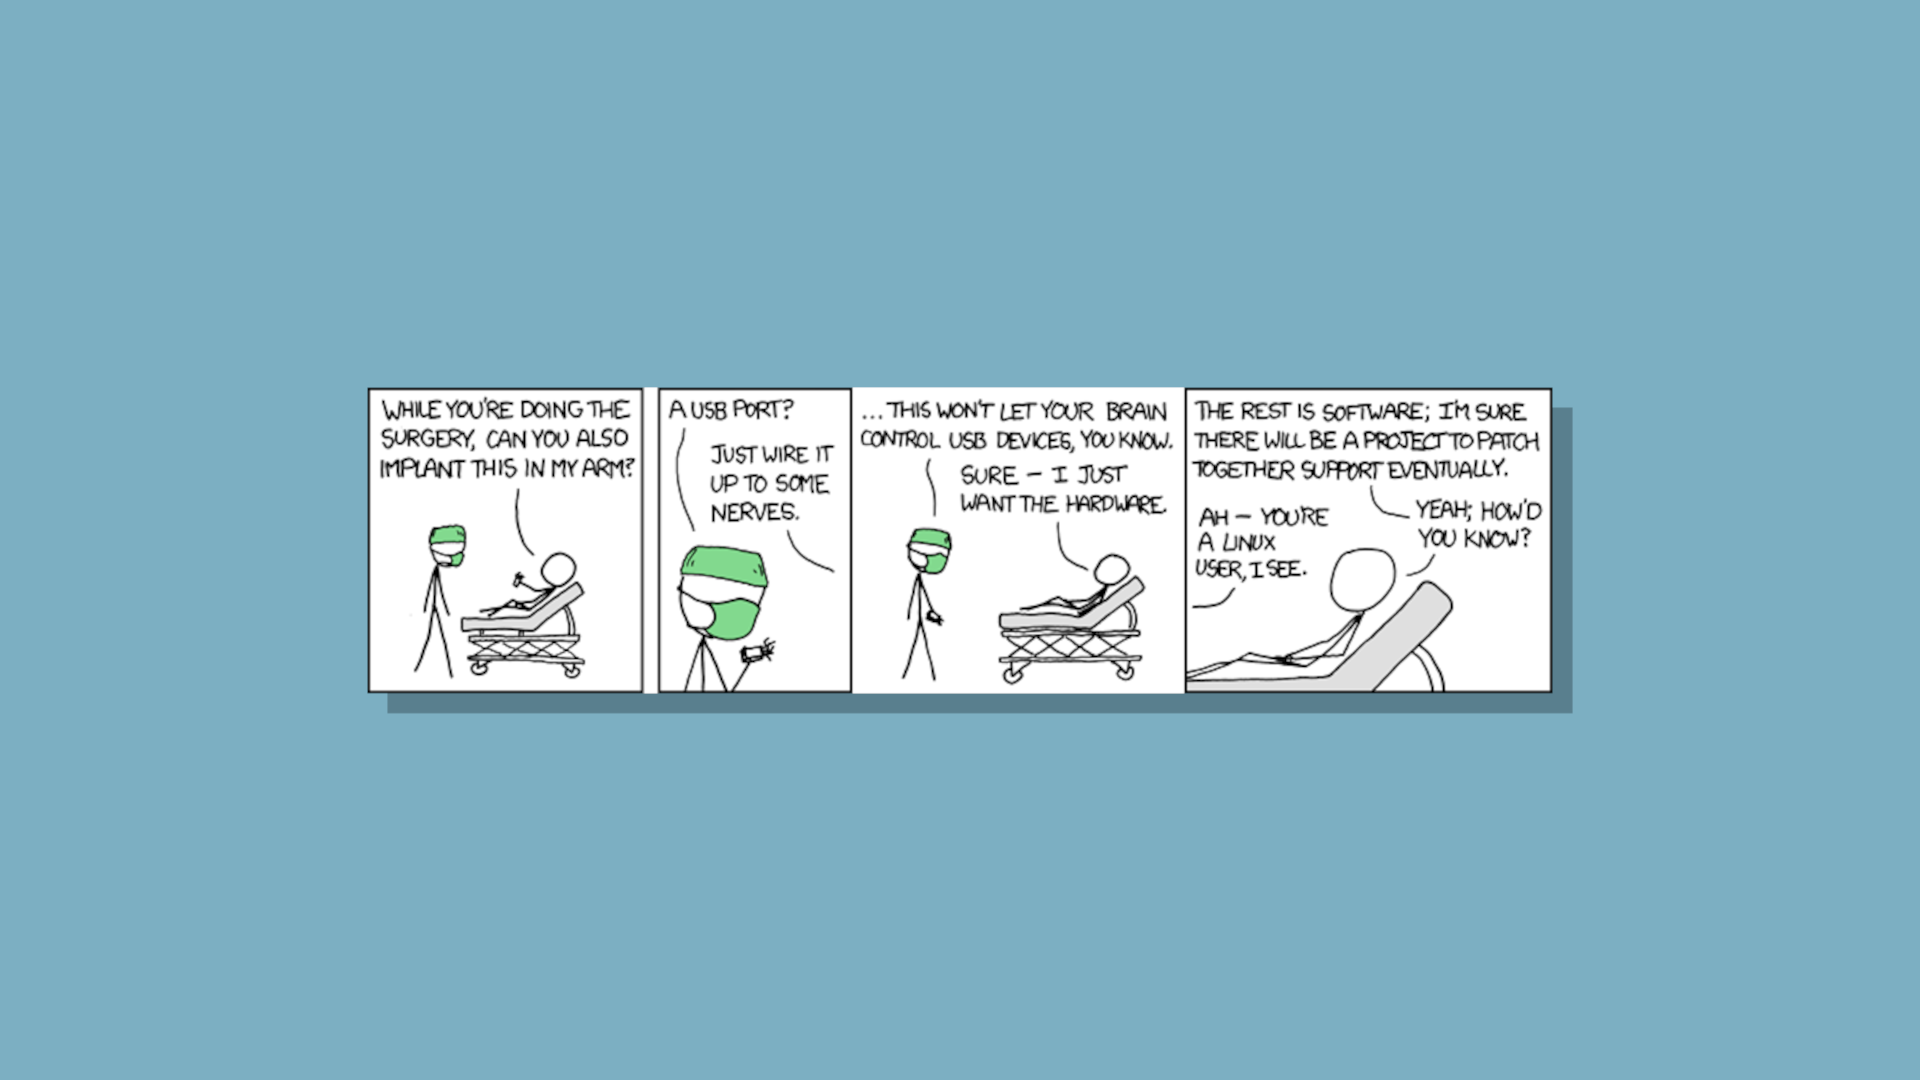 WHILE YOU'RE DOING THE
SURGERY, CAN YOU ALSO
IMPLANT THIS IN MY ARM?
A USB PORT?
JUST WIRE IT
UP TO SOME
NERVES.
...THIS WON'T LET YOUR BRAIN
CONTROL USB DEVICES, YOU KNOW.
SURE – I JUST
WANT THE HARDWARE.
THE REST IS SOFTWARE; I'M SURE
THERE WILL BE A PROJECT TO PATCH
TOGETHER SUPPORT EVENTUALLY.
AH – YOU'RE
A LINUX
USER, I SEE.
YEAH; HOW'D
YOU KNOW?